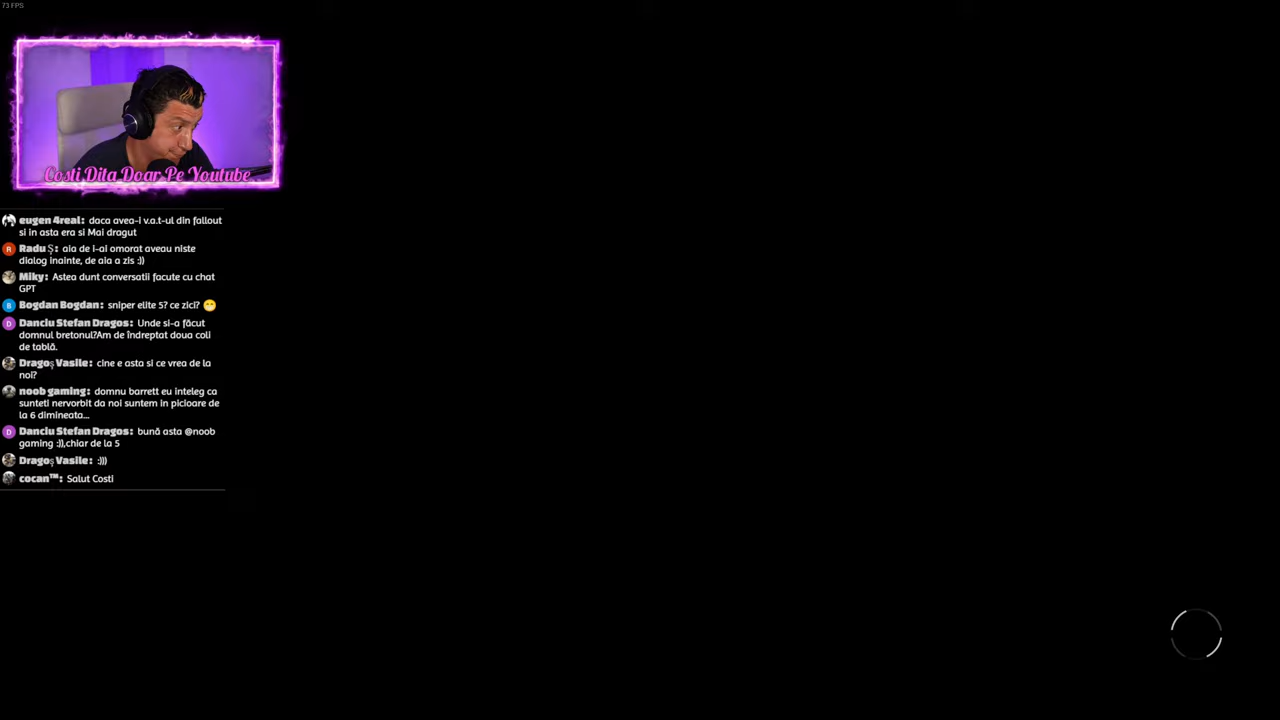 73 FPS
Costi Dita Doar Pe Youtube
eugen 4real: daca avea-i v.a.t-ul din fallout
si in asta era si Mai dragut
Radu Ș: aia de i-ai omorat aveau niste
dialog inainte, de aia a zis :))
Miky: Astea dunt conversatii facute cu chat
GPT
B Bogdan Bogdan: sniper elite 5? ce zici? 😁
D Danciu Stefan Dragos: Unde si-a făcut
domnul bretonul?Am de îndreptat doua coli
de tablă.
Dragoș Vasile: cine e asta si ce vrea de la
noi?
noob gaming: domnu barrett eu inteleg ca
sunteti nervorbit da noi suntem in picioare de
la 6 dimineata...
D Danciu Stefan Dragos: bună asta @noob
gaming :)),chiar de la 5
Dragoș Vasile: :)))
cocan™: Salut Costi